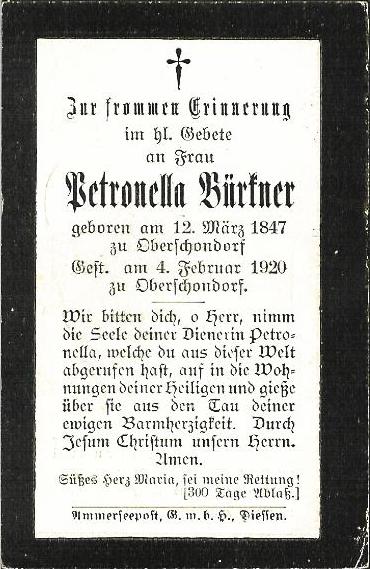 Zur frommen Erinnerung
im hl. Gebete
an Frau
Petronella Bürkner
geboren am 12. März 1847
zu Oberschondorf
Gest. am 4. Februar 1920
zu Oberschondorf.
Wir bitten dich, o Herr, nimm
die Seele deiner Dienerin Petro-
nella, welche du aus dieser Welt
abgerufen hast, auf in die Woh-
nungen deiner Heiligen und gieße
über sie aus den Tau deiner
ewigen Barmherzigkeit. Durch
Jesum Christum unsern Herrn.
Amen.
Süßes Herz Maria, sei meine Rettung!
[300 Tage Ablaß.]
Ammerseepost, G. m. b. H., Diessen.